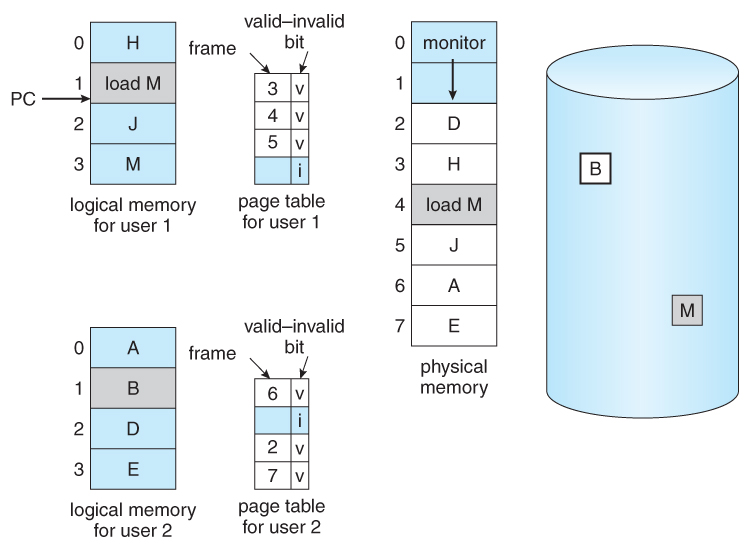 valid–invalid
bit
frame
0 H
1 load M
PC
2 J
3 M
3 v
4 v
5 v
i
logical memory
for user 1
page table
for user 1
0 monitor
1
2 D
3 H
4 load M
5 J
6 A
7 E
physical
memory
B
M
valid–invalid
bit
frame
0 A
1 B
2 D
3 E
6 v
i
2 v
7 v
logical memory
for user 2
page table
for user 2